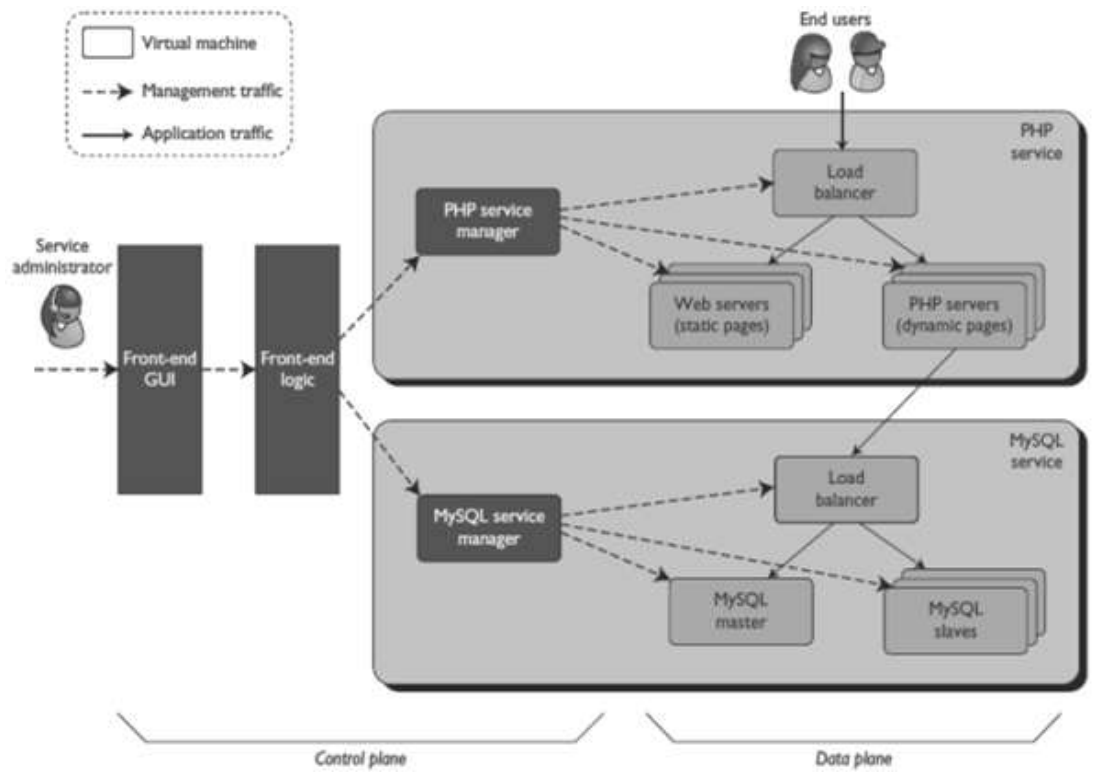 Virtual machine
Management traffic
Application traffic
End users
PHP
service
Load
balancer
PHP service
manager
Service
administrator
Web servers
(static pages)
PHP servers
(dynamic pages)
Front-end
GUI
Front-end
logic
MySQL
service
Load
balancer
MySQL service
manager
MySQL
master
MySQL
slaves
Control plane
Data plane